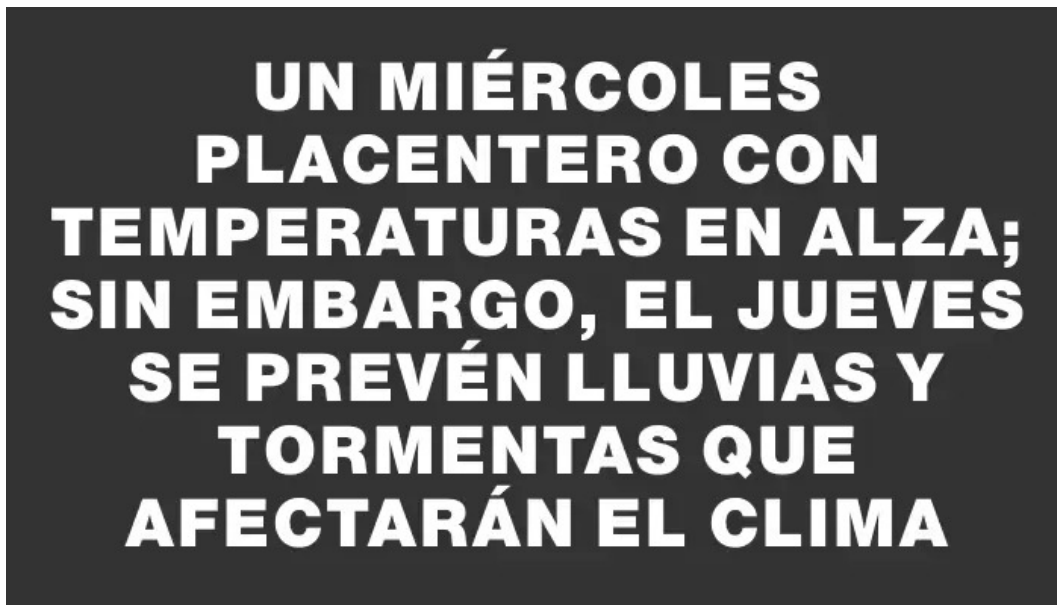 UN MIÉRCOLES
PLACENTERO CON
TEMPERATURAS EN ALZA;
SIN EMBARGO, EL JUEVES
SE PREVÉN LLUVIAS Y
TORMENTAS QUE
AFECTARÁN EL CLIMA